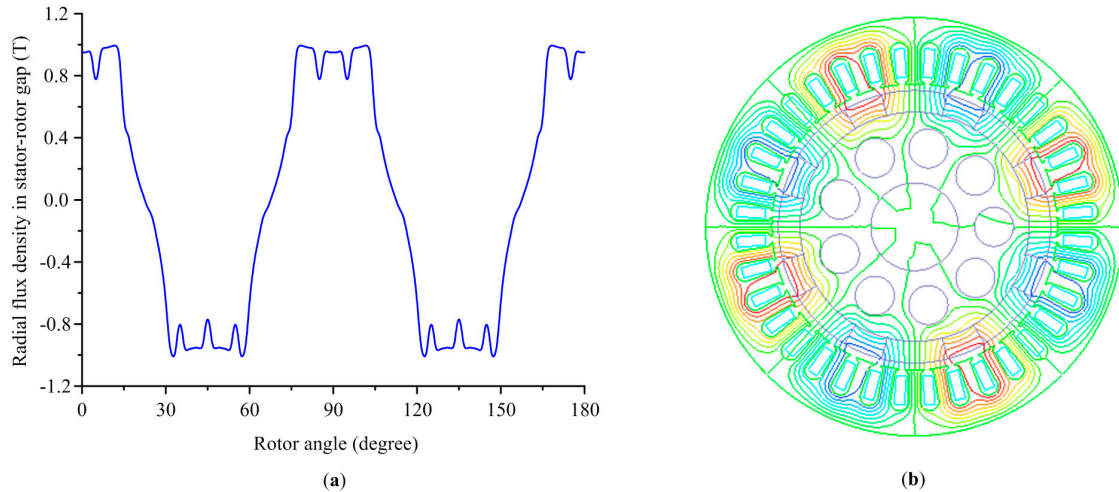 Radial flux density in stator-rotor gap (T)
1.2
0.8
0.4
0.0
-0.4
-0.8
-1.2
0 30 60 90 120 150 180
Rotor angle (degree)
(a) (b)